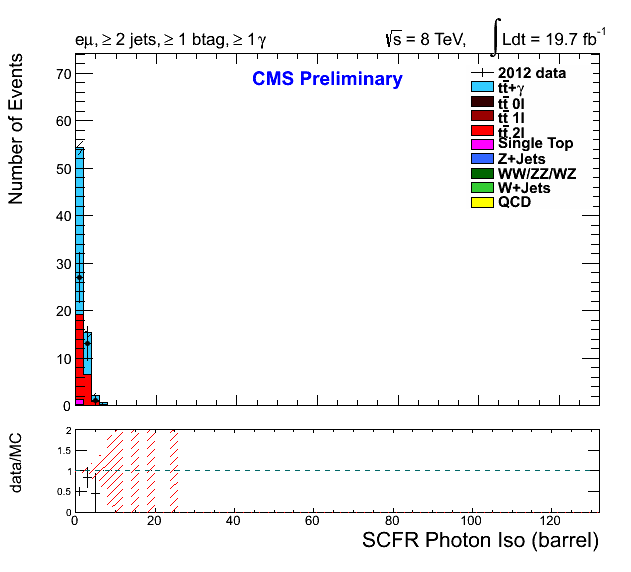 eμ, ≥ 2 jets, ≥ 1 btag, ≥ 1 γ
√s = 8 TeV, ∫ Ldt = 19.7 fb⁻¹
CMS Preliminary
2012 data
tt̄+γ
tt̄ 0l
tt̄ 1l
tt̄ 2l
Single Top
Z+Jets
WW/ZZ/WZ
W+Jets
QCD
Number of Events
70
60
50
40
30
20
10
0
data/MC
2
1.5
1
0.5
0
0 20 40 60 80 100 120
SCFR Photon Iso (barrel)